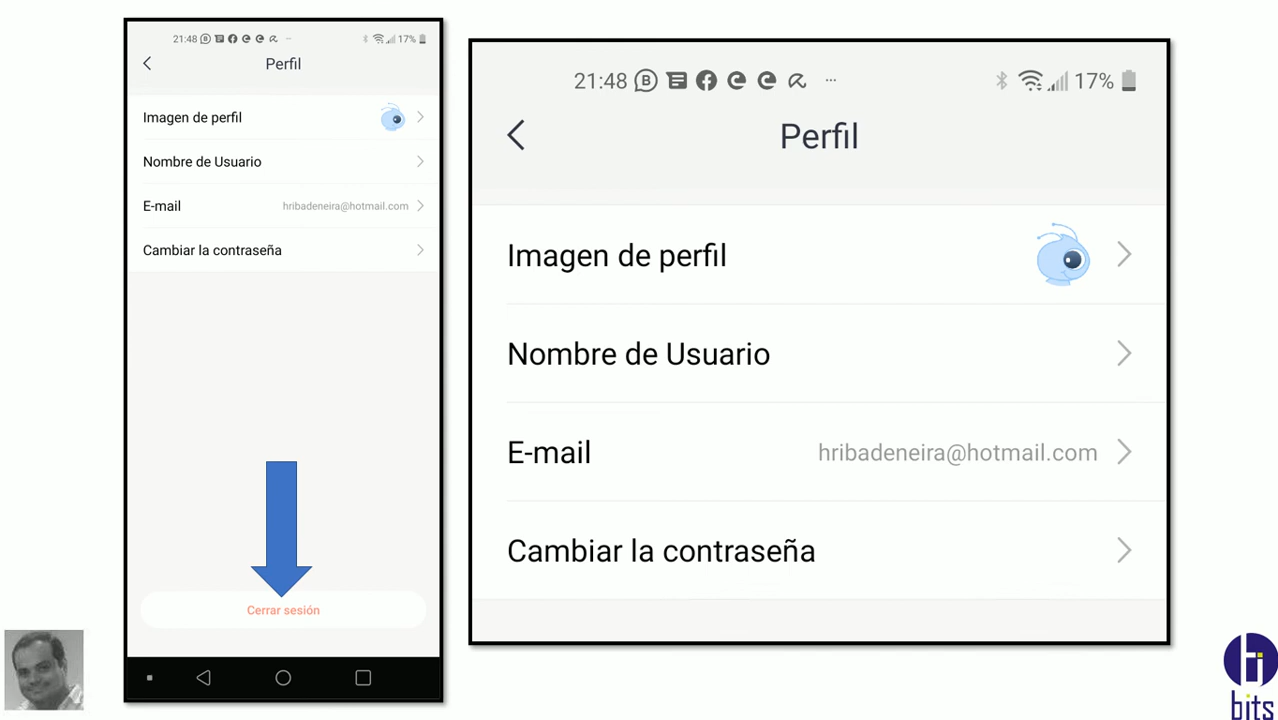 21:48 17%
Perfil
Imagen de perfil
Nombre de Usuario
E-mail hribadeneira@hotmail.com
Cambiar la contraseña
Cerrar sesión
21:48 17%
Perfil
Imagen de perfil
Nombre de Usuario
E-mail hribadeneira@hotmail.com
Cambiar la contraseña
bits